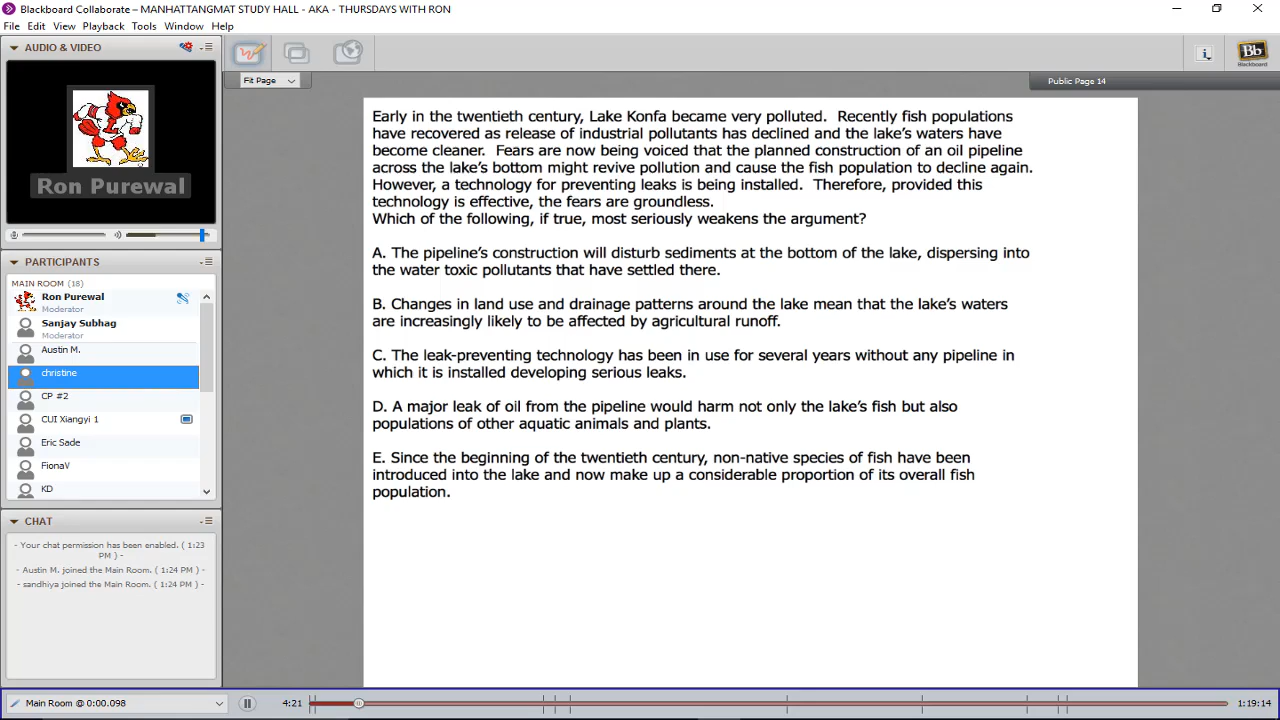 Blackboard Collaborate – MANHATTANGMAT STUDY HALL - AKA - THURSDAYS WITH RON
File Edit View Playback Tools Window Help
AUDIO & VIDEO
Ron Purewal
PARTICIPANTS
MAIN ROOM (18)
Ron Purewal
Moderator
Sanjay Subhag
Moderator
Austin M.
christine
CP #2
CUI Xiangyi 1
Eric Sade
FionaV
KD
CHAT
- Your chat permission has been enabled. ( 1:23
PM ) -
- Austin M. joined the Main Room. ( 1:24 PM ) -
- sandhiya joined the Main Room. ( 1:24 PM ) -
Fit Page
Public Page 14
Bb
Blackboard
Early in the twentieth century, Lake Konfa became very polluted. Recently fish populations
have recovered as release of industrial pollutants has declined and the lake's waters have
become cleaner. Fears are now being voiced that the planned construction of an oil pipeline
across the lake's bottom might revive pollution and cause the fish population to decline again.
However, a technology for preventing leaks is being installed. Therefore, provided this
technology is effective, the fears are groundless.
Which of the following, if true, most seriously weakens the argument?
A. The pipeline's construction will disturb sediments at the bottom of the lake, dispersing into
the water toxic pollutants that have settled there.
B. Changes in land use and drainage patterns around the lake mean that the lake's waters
are increasingly likely to be affected by agricultural runoff.
C. The leak-preventing technology has been in use for several years without any pipeline in
which it is installed developing serious leaks.
D. A major leak of oil from the pipeline would harm not only the lake's fish but also
populations of other aquatic animals and plants.
E. Since the beginning of the twentieth century, non-native species of fish have been
introduced into the lake and now make up a considerable proportion of its overall fish
population.
Main Room @ 0:00.098
4:21
1:19:14